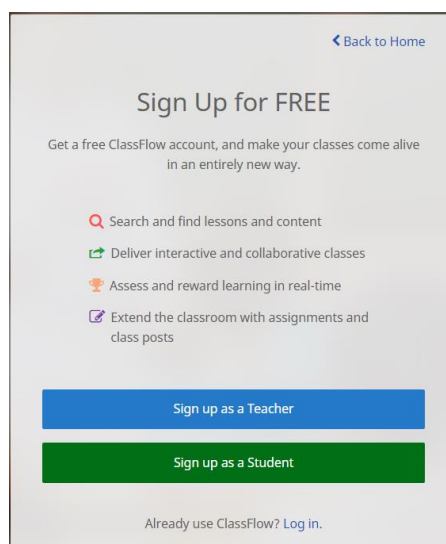 Back to Home
Sign Up for FREE
Get a free ClassFlow account, and make your classes come alive
in an entirely new way.
Search and find lessons and content
Deliver interactive and collaborative classes
Assess and reward learning in real-time
Extend the classroom with assignments and
class posts
Sign up as a Teacher
Sign up as a Student
Already use ClassFlow? Log in.